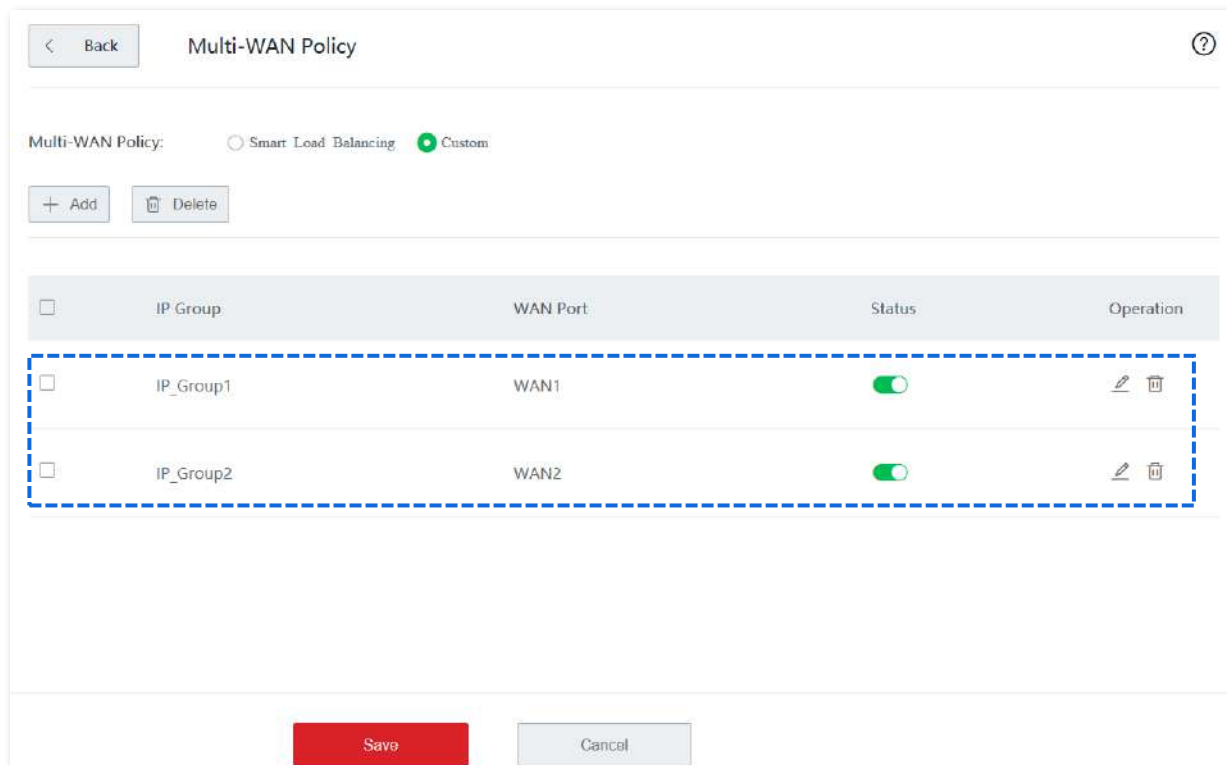 Back Multi-WAN Policy ?
Multi-WAN Policy: Smart Load Balancing Custom
+ Add Delete
IP Group WAN Port Status Operation
IP_Group1 WAN1
IP_Group2 WAN2
Save Cancel